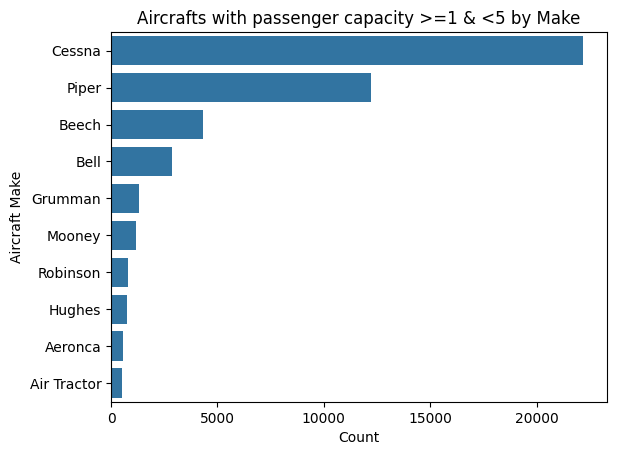 Aircrafts with passenger capacity >=1 & <5 by Make
Aircraft Make
Cessna
Piper
Beech
Bell
Grumman
Mooney
Robinson
Hughes
Aeronca
Air Tractor
0 5000 10000 15000 20000
Count